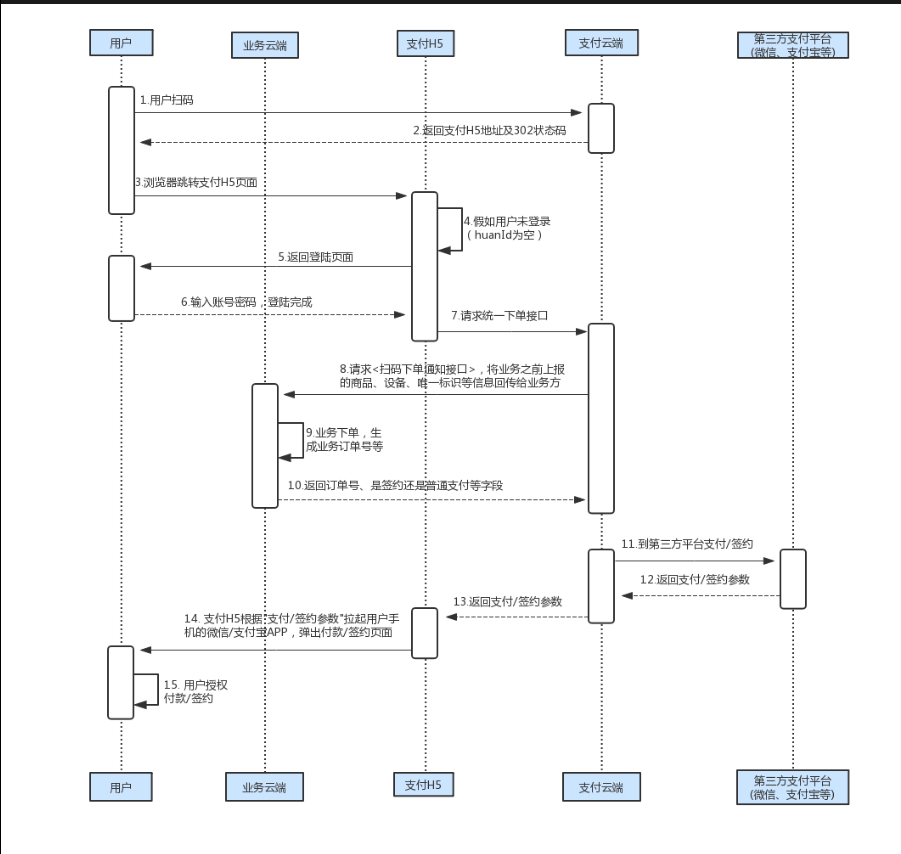 用户
业务云端
支付H5
支付云端
第三方支付平台
(微信、支付宝等)
1.用户扫码
2.返回支付H5地址及302状态码
3.浏览器跳转支付H5页面
4.假如用户未登录
（huanId为空）
5.返回登陆页面
6.输入账号密码，登陆完成
7.请求统一下单接口
8.请求<扫码下单通知接口>，将业务之前上报
的商品、设备、唯一标识等信息回传给业务方
9.业务下单，生
成业务订单号等
10.返回订单号、是签约还是普通支付等字段
11.到第三方平台支付/签约
12.返回支付/签约参数
13.返回支付/签约参数
14. 支付H5根据"支付/签约参数"拉起用户手
机的微信/支付宝APP，弹出付款/签约页面
15. 用户授权
付款/签约
用户
业务云端
支付H5
支付云端
第三方支付平台
(微信、支付宝等)